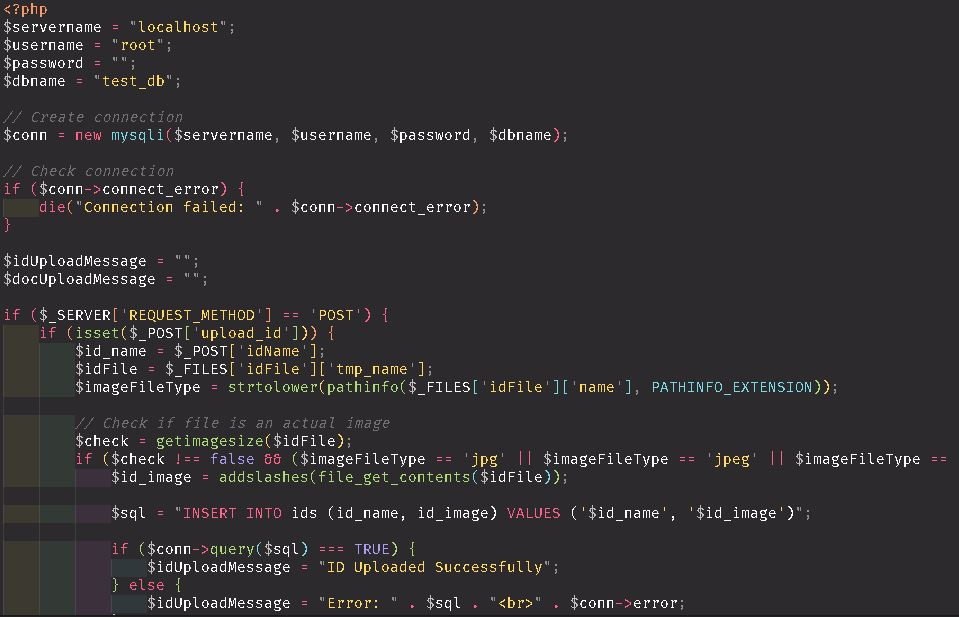 <?php
$servername = "localhost";
$username = "root";
$password = "";
$dbname = "test_db";
// Create connection
$conn = new mysqli($servername, $username, $password, $dbname);
// Check connection
if ($conn->connect_error) {
die("Connection failed: " . $conn->connect_error);
}
$idUploadMessage = "";
$docUploadMessage = "";
if ($_SERVER['REQUEST_METHOD'] == 'POST') {
if (isset($_POST['upload_id'])) {
$id_name = $_POST['idName'];
$idFile = $_FILES['idFile']['tmp_name'];
$imageFileType = strtolower(pathinfo($_FILES['idFile']['name'], PATHINFO_EXTENSION));
// Check if file is an actual image
$check = getimagesize($idFile);
if ($check !== false && ($imageFileType == 'jpg' || $imageFileType == 'jpeg' || $imageFileType ==
$id_image = addslashes(file_get_contents($idFile));
$sql = "INSERT INTO ids (id_name, id_image) VALUES ('$id_name', '$id_image')";
if ($conn->query($sql) === TRUE) {
$idUploadMessage = "ID Uploaded Successfully";
} else {
$idUploadMessage = "Error: " . $sql . "<br>" . $conn->error;